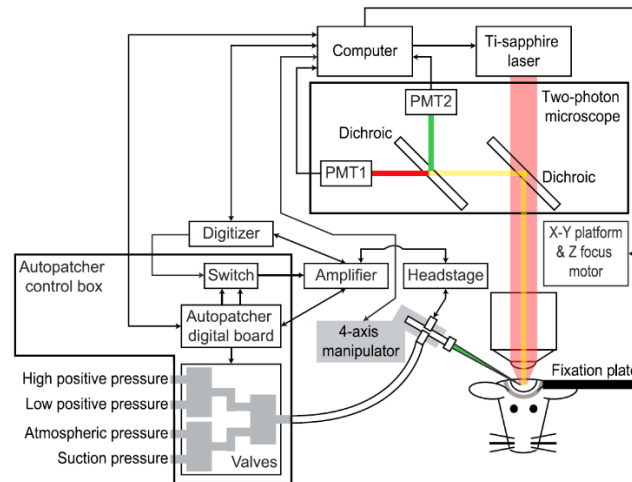 Computer
Ti-sapphire
laser
PMT2
Two-photon
microscope
Dichroic
PMT1
Dichroic
Digitizer
X-Y platform
& Z focus
motor
Autopatcher
control box
Switch
Amplifier
Headstage
Autopatcher
digital board
4-axis
manipulator
High positive pressure
Low positive pressure
Atmospheric pressure
Suction pressure
Valves
Fixation plate